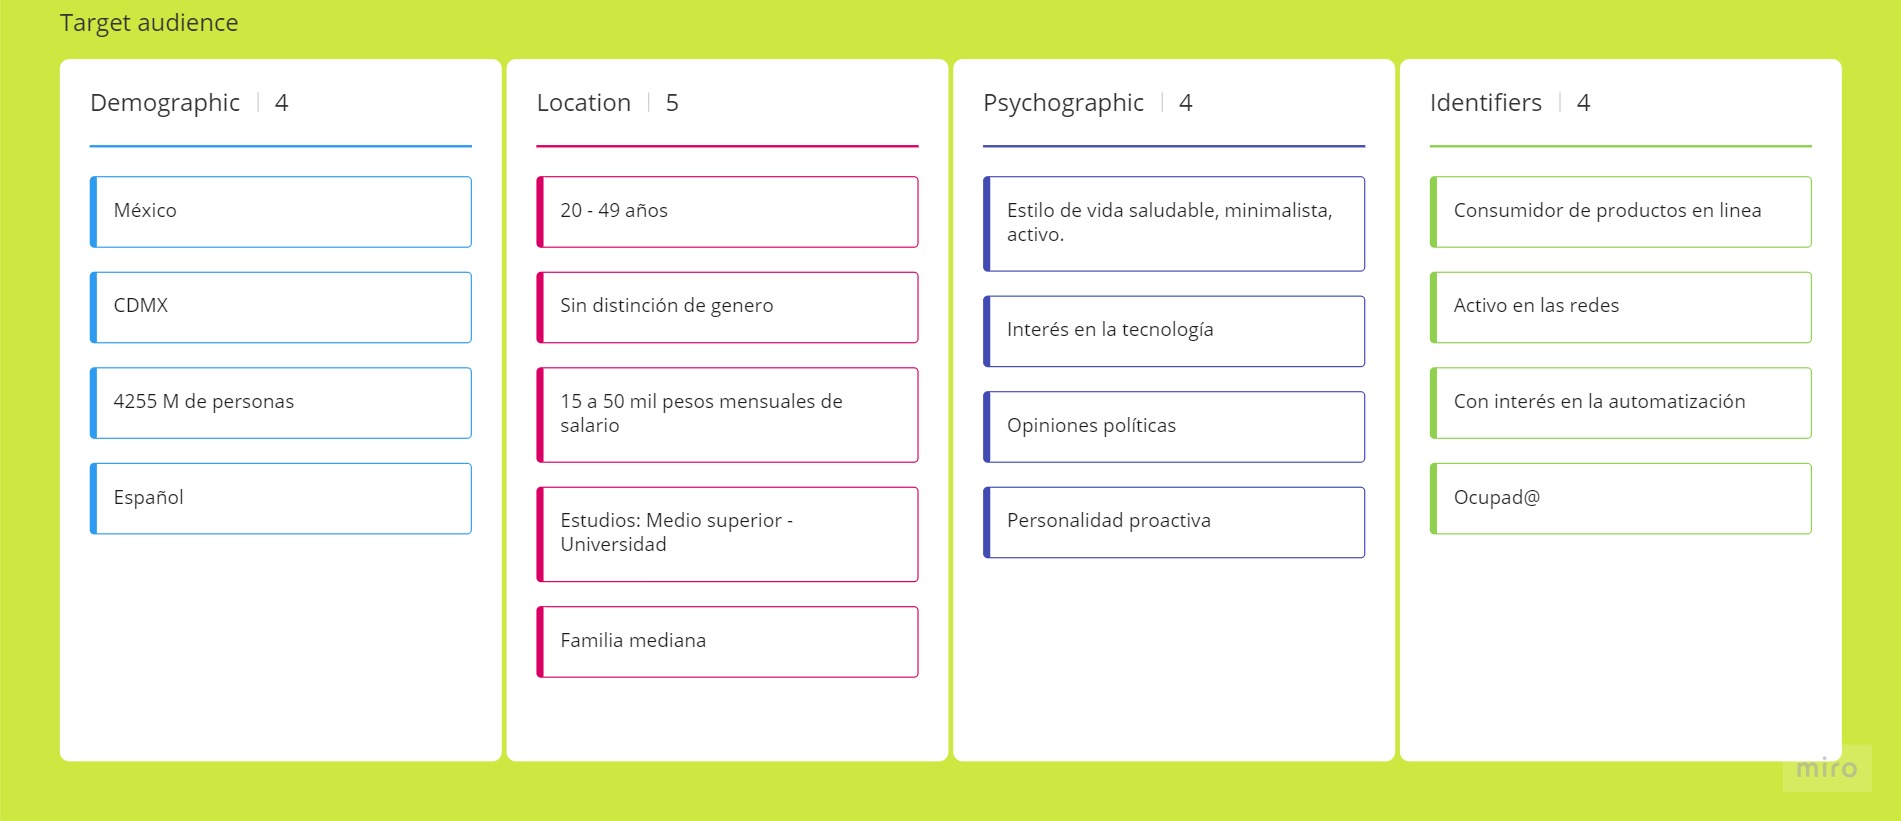 Target audience
Demographic | 4
México
CDMX
4255 M de personas
Español
Location | 5
20 - 49 años
Sin distinción de genero
15 a 50 mil pesos mensuales de
salario
Estudios: Medio superior -
Universidad
Familia mediana
Psychographic | 4
Estilo de vida saludable, minimalista,
activo.
Interés en la tecnología
Opiniones políticas
Personalidad proactiva
Identifiers | 4
Consumidor de productos en linea
Activo en las redes
Con interés en la automatización
Ocupad@
miro